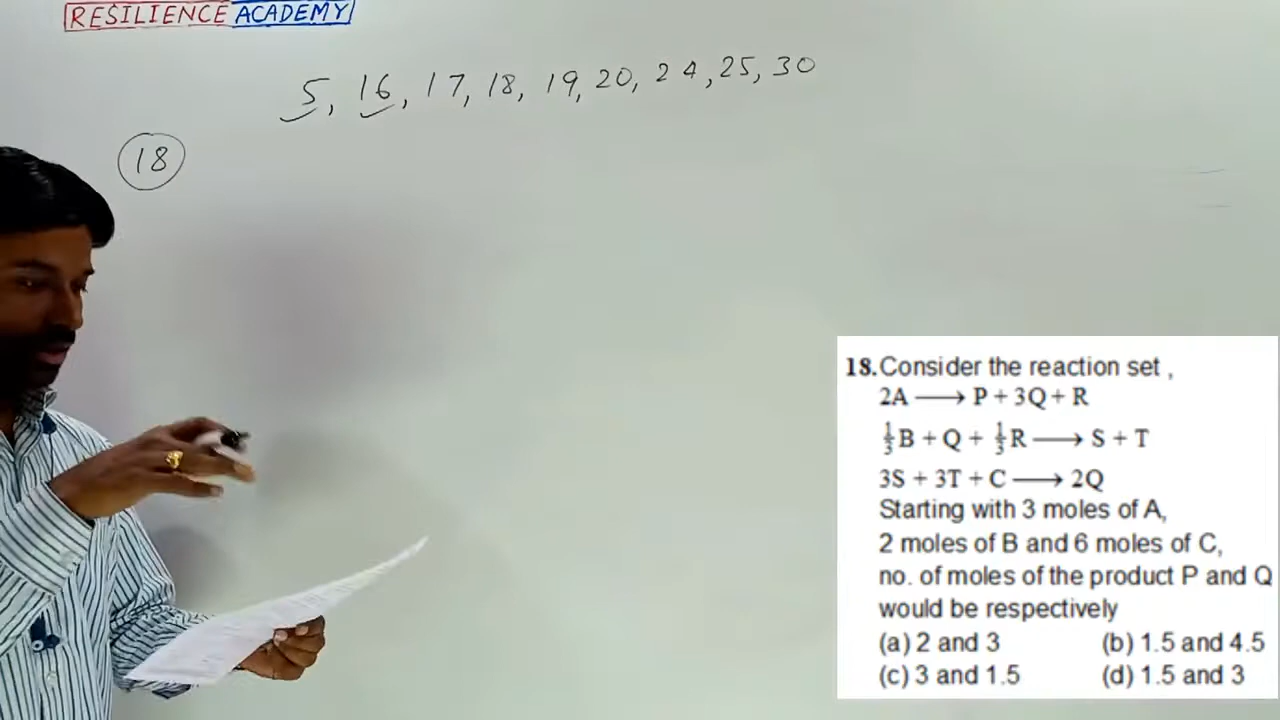 RESILIENCE ACADEMY
5, 16, 17, 18, 19, 20, 24, 25, 30
18
18. Consider the reaction set ,
2A ⟶ P + 3Q + R
1/3 B + Q + 1/3 R ⟶ S + T
3S + 3T + C ⟶ 2Q
Starting with 3 moles of A,
2 moles of B and 6 moles of C,
no. of moles of the product P and Q
would be respectively
(a) 2 and 3 (b) 1.5 and 4.5
(c) 3 and 1.5 (d) 1.5 and 3